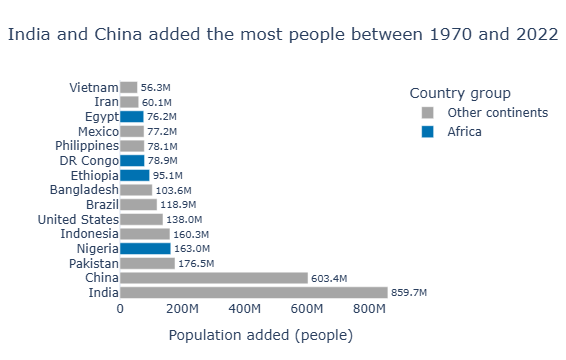 India and China added the most people between 1970 and 2022
Country group
Other continents
Africa
Vietnam 56.3M
Iran 60.1M
Egypt 76.2M
Mexico 77.2M
Philippines 78.1M
DR Congo 78.9M
Ethiopia 95.1M
Bangladesh 103.6M
Brazil 118.9M
United States 138.0M
Indonesia 160.3M
Nigeria 163.0M
Pakistan 176.5M
China 603.4M
India 859.7M
0 200M 400M 600M 800M
Population added (people)